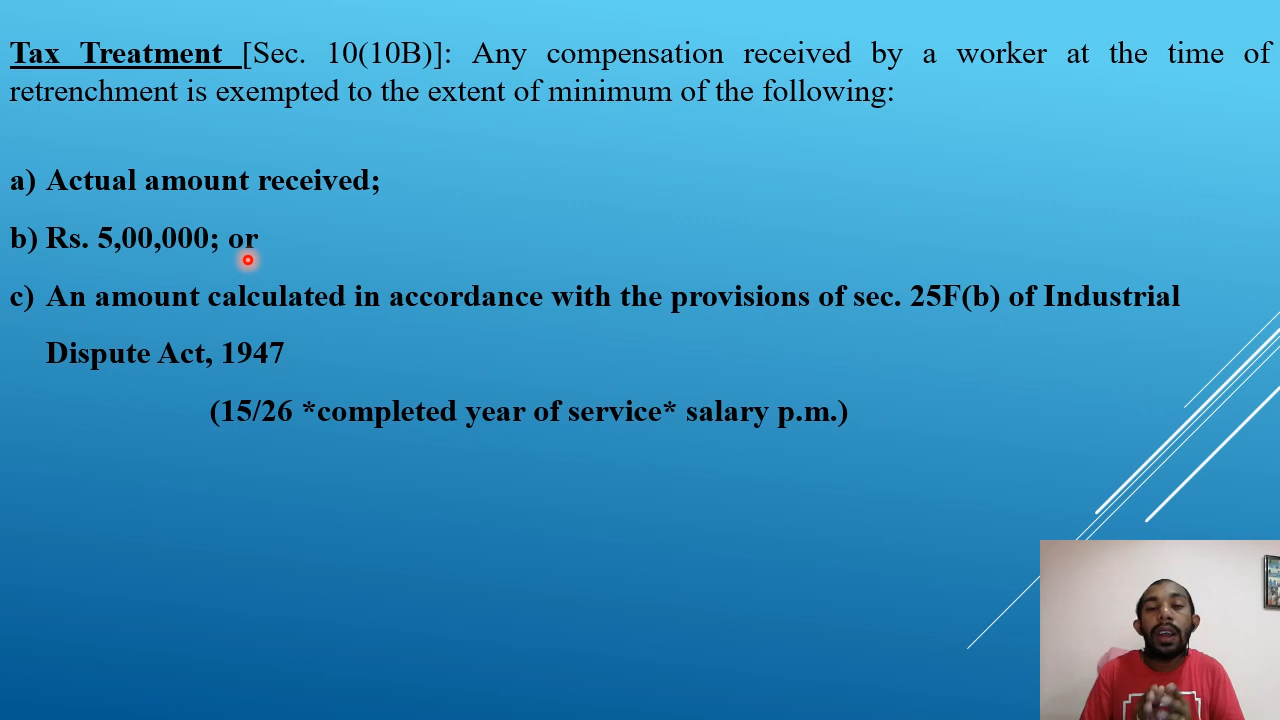 Tax Treatment [Sec. 10(10B)]: Any compensation received by a worker at the time of
retrenchment is exempted to the extent of minimum of the following:
a) Actual amount received;
b) Rs. 5,00,000; or
c) An amount calculated in accordance with the provisions of sec. 25F(b) of Industrial
Dispute Act, 1947
(15/26 *completed year of service* salary p.m.)